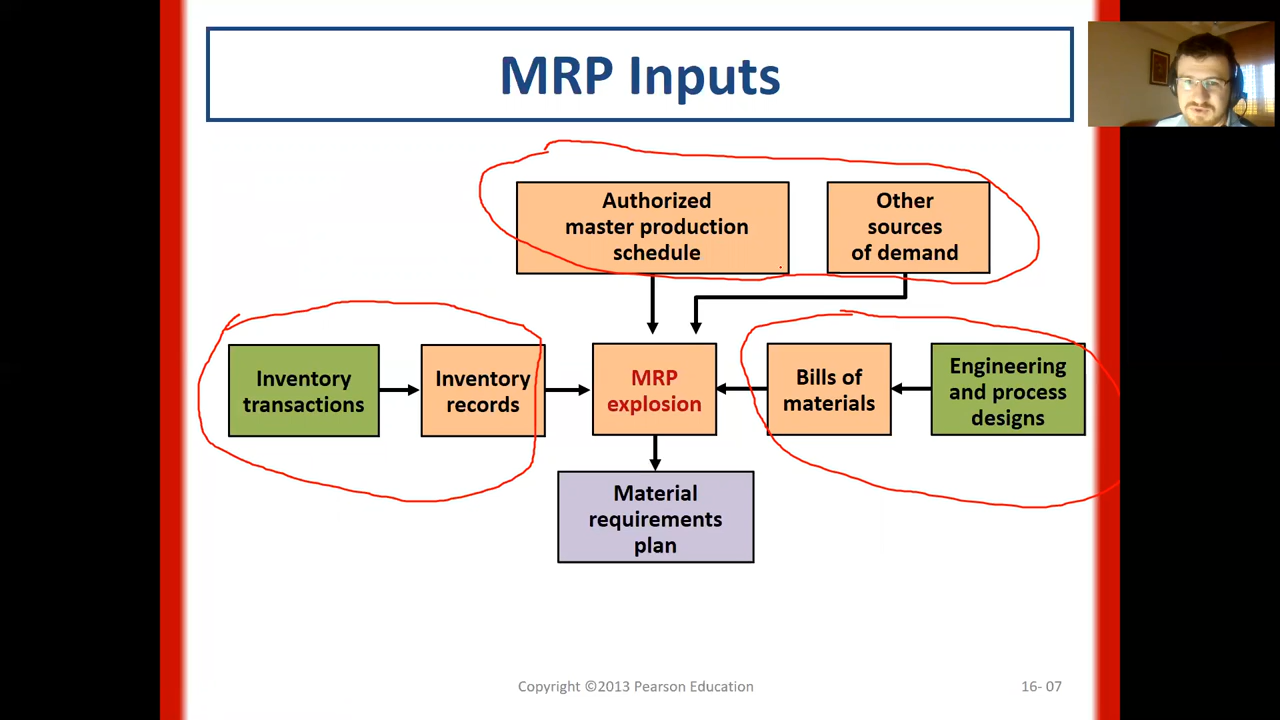 MRP Inputs
Authorized
master production
schedule
Other
sources
of demand
Inventory
transactions
Inventory
records
MRP
explosion
Bills of
materials
Engineering
and process
designs
Material
requirements
plan
Copyright ©2013 Pearson Education
16- 07